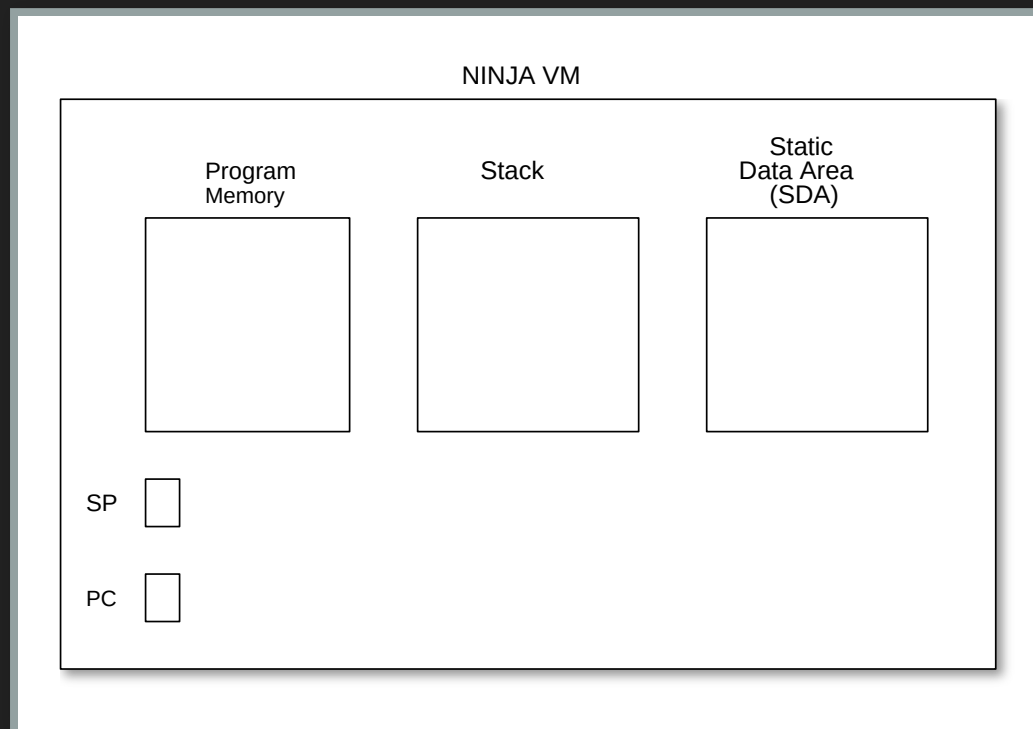 NINJA VM
Program
Memory
Stack
Static
Data Area
(SDA)
SP
PC